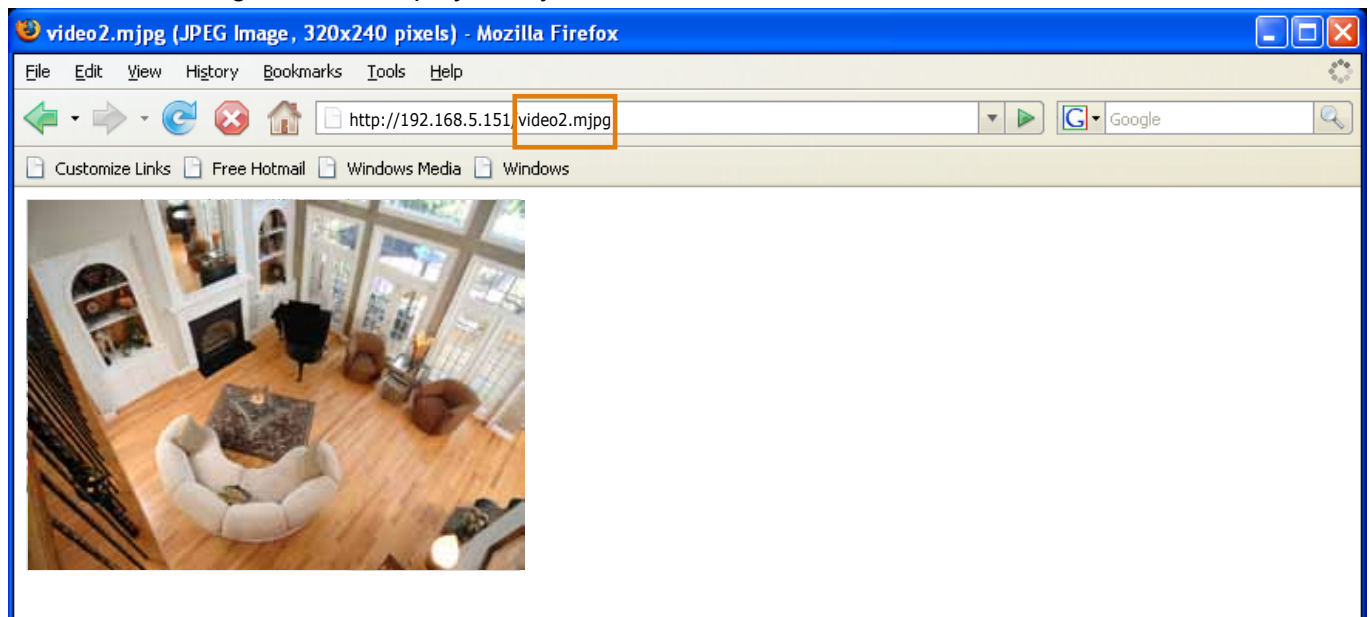 video2.mjpg (JPEG Image, 320x240 pixels) - Mozilla Firefox
File Edit View History Bookmarks Tools Help
http://192.168.5.151/video2.mjpg G Google
Customize Links Free Hotmail Windows Media Windows